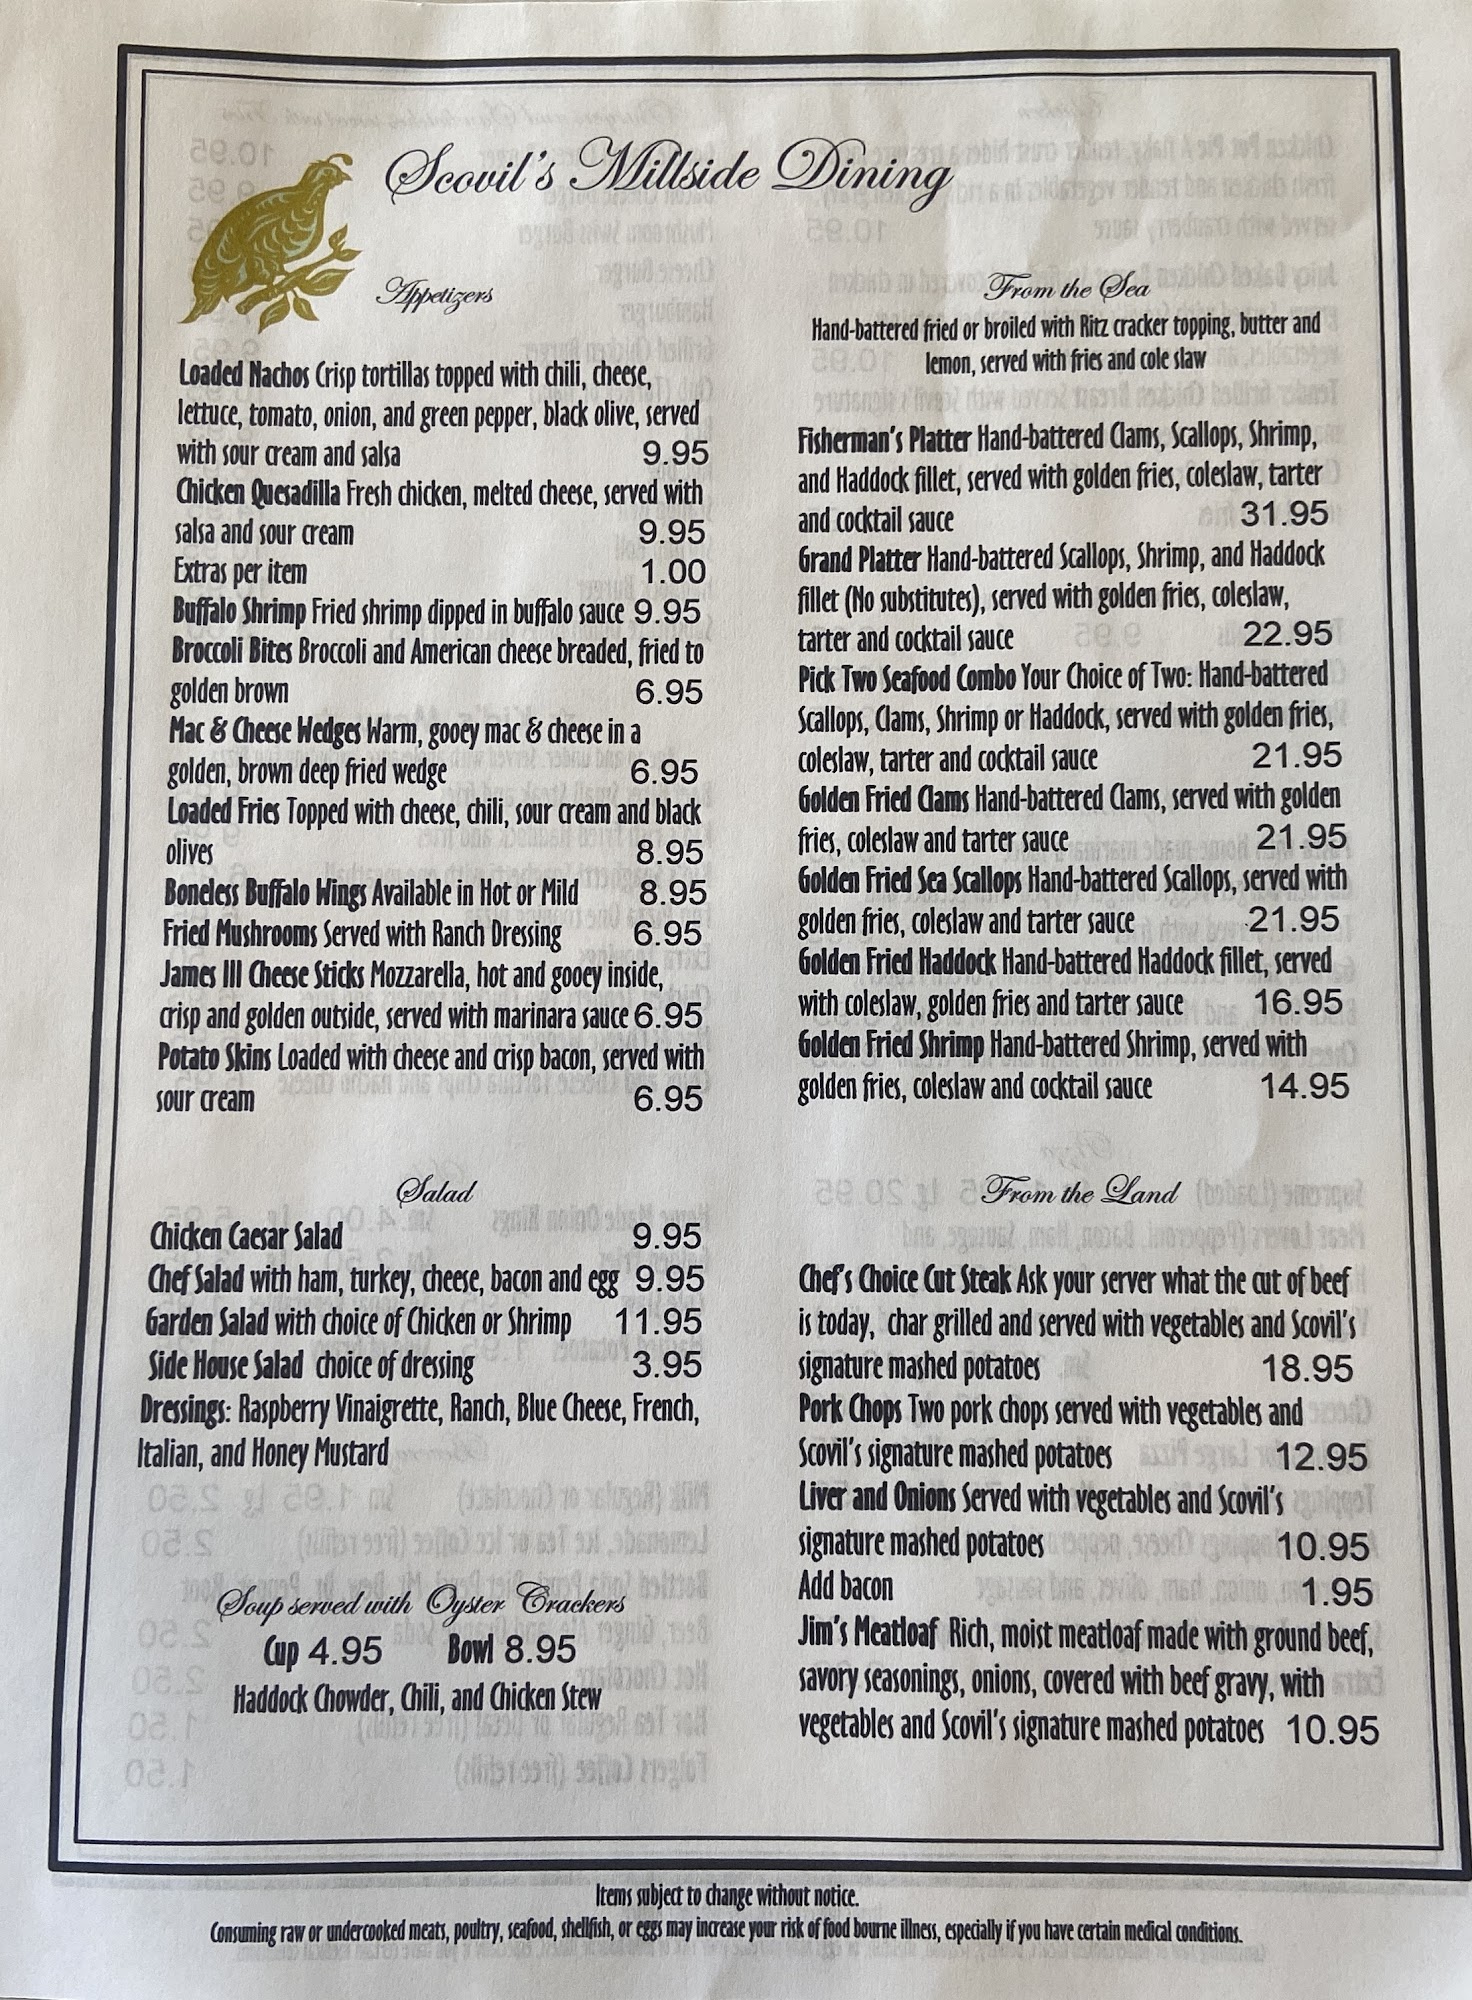 Scovil's Millside Dining
Appetizers
Loaded Nachos Crisp tortillas topped with chili, cheese,
lettuce, tomato, onion, and green pepper, black olive, served
with sour cream and salsa 9.95
Chicken Quesadilla Fresh chicken, melted cheese, served with
salsa and sour cream 9.95
Extras per item 1.00
Buffalo Shrimp Fried shrimp dipped in buffalo sauce 9.95
Broccoli Bites Broccoli and American cheese breaded, fried to
golden brown 6.95
Mac & Cheese Wedges Warm, gooey mac & cheese in a
golden, brown deep fried wedge 6.95
Loaded Fries Topped with cheese, chili, sour cream and black
olives 8.95
Boneless Buffalo Wings Available in Hot or Mild 8.95
Fried Mushrooms Served with Ranch Dressing 6.95
James III Cheese Sticks Mozzarella, hot and gooey inside,
crisp and golden outside, served with marinara sauce 6.95
Potato Skins Loaded with cheese and crisp bacon, served with
sour cream 6.95
Salad
Chicken Caesar Salad 9.95
Chef Salad with ham, turkey, cheese, bacon and egg 9.95
Garden Salad with choice of Chicken or Shrimp 11.95
Side House Salad choice of dressing 3.95
Dressings: Raspberry Vinaigrette, Ranch, Blue Cheese, French,
Italian, and Honey Mustard
Soup served with Oyster Crackers
Cup 4.95 Bowl 8.95
Haddock Chowder, Chili, and Chicken Stew
From the Sea
Hand-battered fried or broiled with Ritz cracker topping, butter and
lemon, served with fries and cole slaw
Fisherman's Platter Hand-battered Clams, Scallops, Shrimp,
and Haddock fillet, served with golden fries, coleslaw, tarter
and cocktail sauce 31.95
Grand Platter Hand-battered Scallops, Shrimp, and Haddock
fillet (No substitutes), served with golden fries, coleslaw,
tarter and cocktail sauce 22.95
Pick Two Seafood Combo Your Choice of Two: Hand-battered
Scallops, Clams, Shrimp or Haddock, served with golden fries,
coleslaw, tarter and cocktail sauce 21.95
Golden Fried Clams Hand-battered Clams, served with golden
fries, coleslaw and tarter sauce 21.95
Golden Fried Sea Scallops Hand-battered Scallops, served with
golden fries, coleslaw and tarter sauce 21.95
Golden Fried Haddock Hand-battered Haddock fillet, served
with coleslaw, golden fries and tarter sauce 16.95
Golden Fried Shrimp Hand-battered Shrimp, served with
golden fries, coleslaw and cocktail sauce 14.95
From the Land
Chef's Choice Cut Steak Ask your server what the cut of beef
is today, char grilled and served with vegetables and Scovil's
signature mashed potatoes 18.95
Pork Chops Two pork chops served with vegetables and
Scovil's signature mashed potatoes 12.95
Liver and Onions Served with vegetables and Scovil's
signature mashed potatoes 10.95
Add bacon 1.95
Jim's Meatloaf Rich, moist meatloaf made with ground beef,
savory seasonings, onions, covered with beef gravy, with
vegetables and Scovil's signature mashed potatoes 10.95
Items subject to change without notice.
Consuming raw or undercooked meats, poultry, seafood, shellfish, or eggs may increase your risk of food bourne illness, especially if you have certain medical conditions.